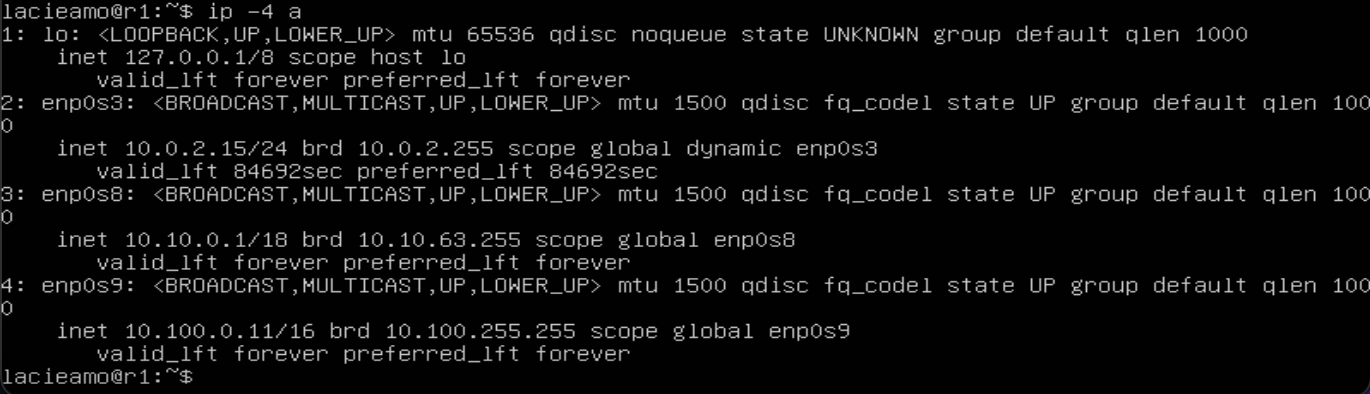 lacieamo@r1:~$ ip -4 a
1: lo: <LOOPBACK,UP,LOWER_UP> mtu 65536 qdisc noqueue state UNKNOWN group default qlen 1000
    inet 127.0.0.1/8 scope host lo
       valid_lft forever preferred_lft forever
2: enp0s3: <BROADCAST,MULTICAST,UP,LOWER_UP> mtu 1500 qdisc fq_codel state UP group default qlen 100
0
    inet 10.0.2.15/24 brd 10.0.2.255 scope global dynamic enp0s3
       valid_lft 84692sec preferred_lft 84692sec
3: enp0s8: <BROADCAST,MULTICAST,UP,LOWER_UP> mtu 1500 qdisc fq_codel state UP group default qlen 100
0
    inet 10.10.0.1/18 brd 10.10.63.255 scope global enp0s8
       valid_lft forever preferred_lft forever
4: enp0s9: <BROADCAST,MULTICAST,UP,LOWER_UP> mtu 1500 qdisc fq_codel state UP group default qlen 100
0
    inet 10.100.0.11/16 brd 10.100.255.255 scope global enp0s9
       valid_lft forever preferred_lft forever
lacieamo@r1:~$